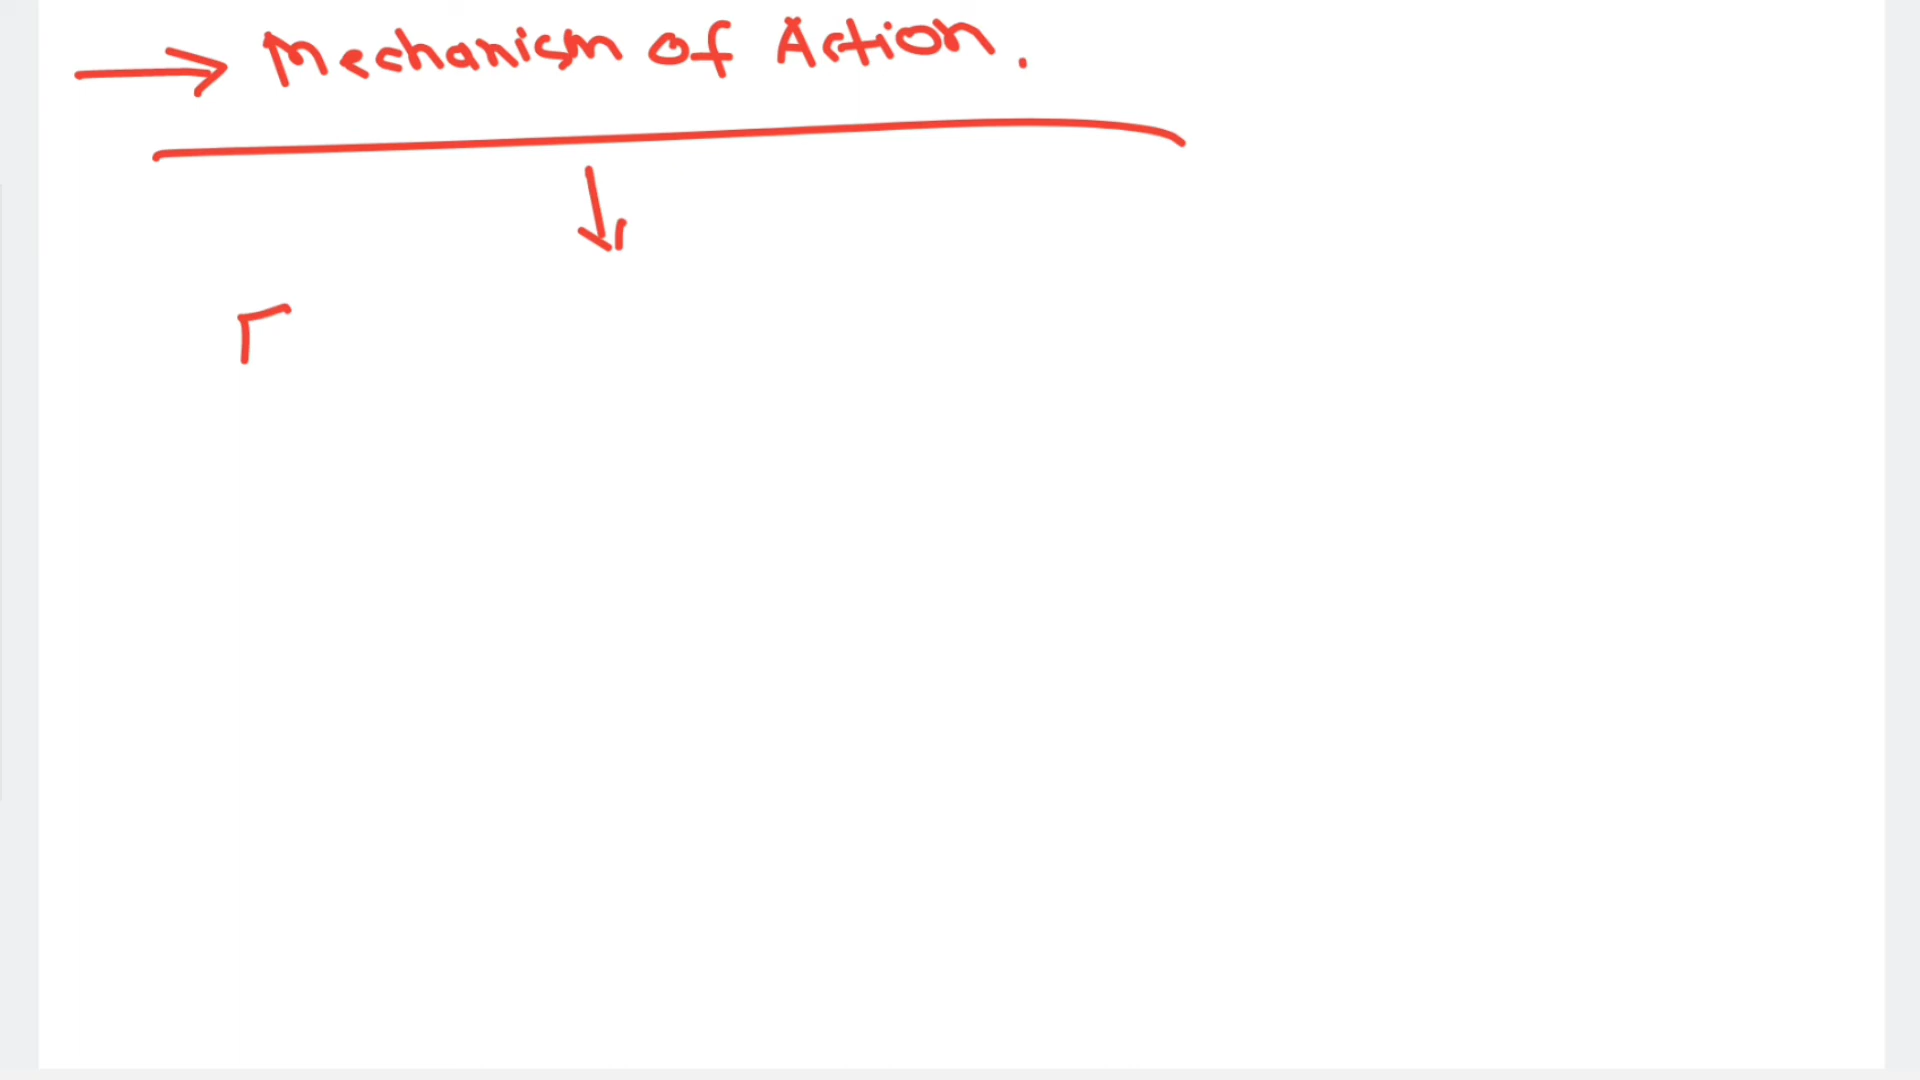 → Mechanism of Action.